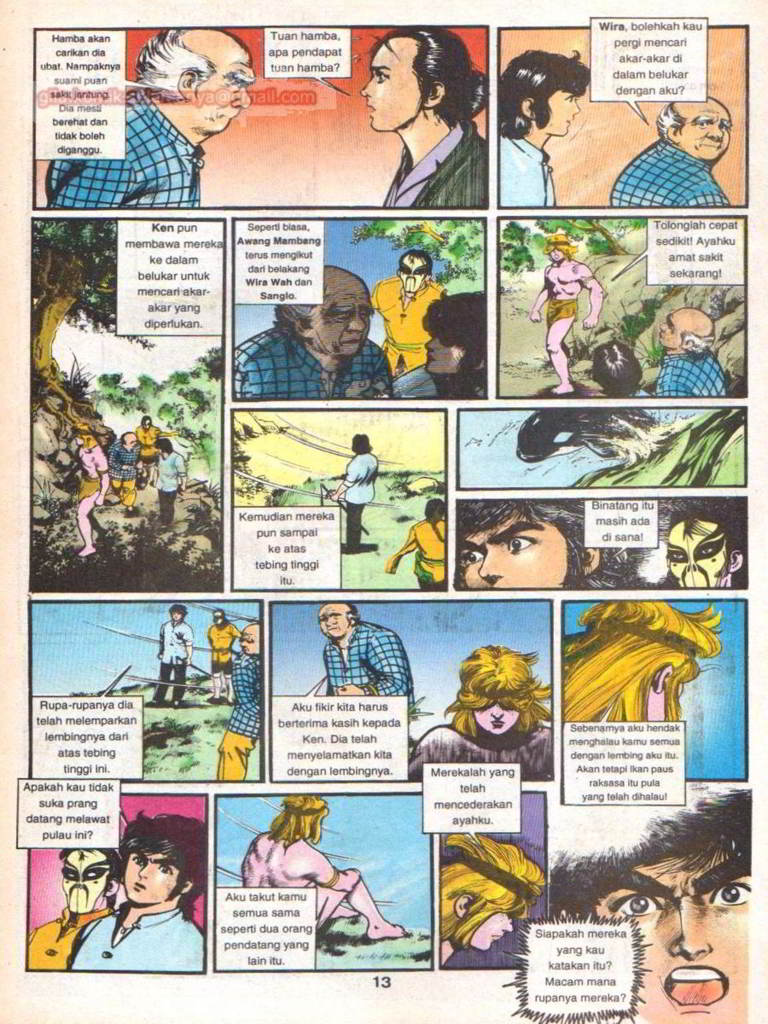 Hamba akan
carikan dia
ubat. Nampaknya
suami puan
sakit jantung.
Dia mesti
berehat dan
tidak boleh
diganggu.
Tuan hamba,
apa pendapat
tuan hamba?
Wira, bolehkah kau
pergi mencari
akar-akar di
dalam belukar
dengan aku?
Ken pun
membawa mereka
ke dalam
belukar untuk
mencari akar-
akar yang
diperlukan.
Seperti biasa,
Awang Mambang
terus mengikut
dari belakang
Wira Wah dan
Sanglo.
Tolonglah cepat
sedikit! Ayahku
amat sakit
sekarang!
Kemudian mereka
pun sampai
ke atas
tebing tinggi
itu.
Binatang itu
masih ada
di sana!
Rupa-rupanya dia
telah melemparkan
lembingnya dari
atas tebing
tinggi ini.
Aku fikir kita harus
berterima kasih kepada
Ken. Dia telah
menyelamatkan kita
dengan lembingnya.
Sebenarnya aku hendak
menghalau kamu semua
dengan lembing aku itu.
Akan tetapi Ikan paus
raksasa itu pula
yang telah dihalau!
Apakah kau tidak
suka prang
datang melawat
pulau ini?
Aku takut kamu
semua sama
seperti dua orang
pendatang yang
lain itu.
Merekalah yang
telah
mencederakan
ayahku.
Siapakah mereka
yang kau
katakan itu?
Macam mana
rupanya mereka?
13